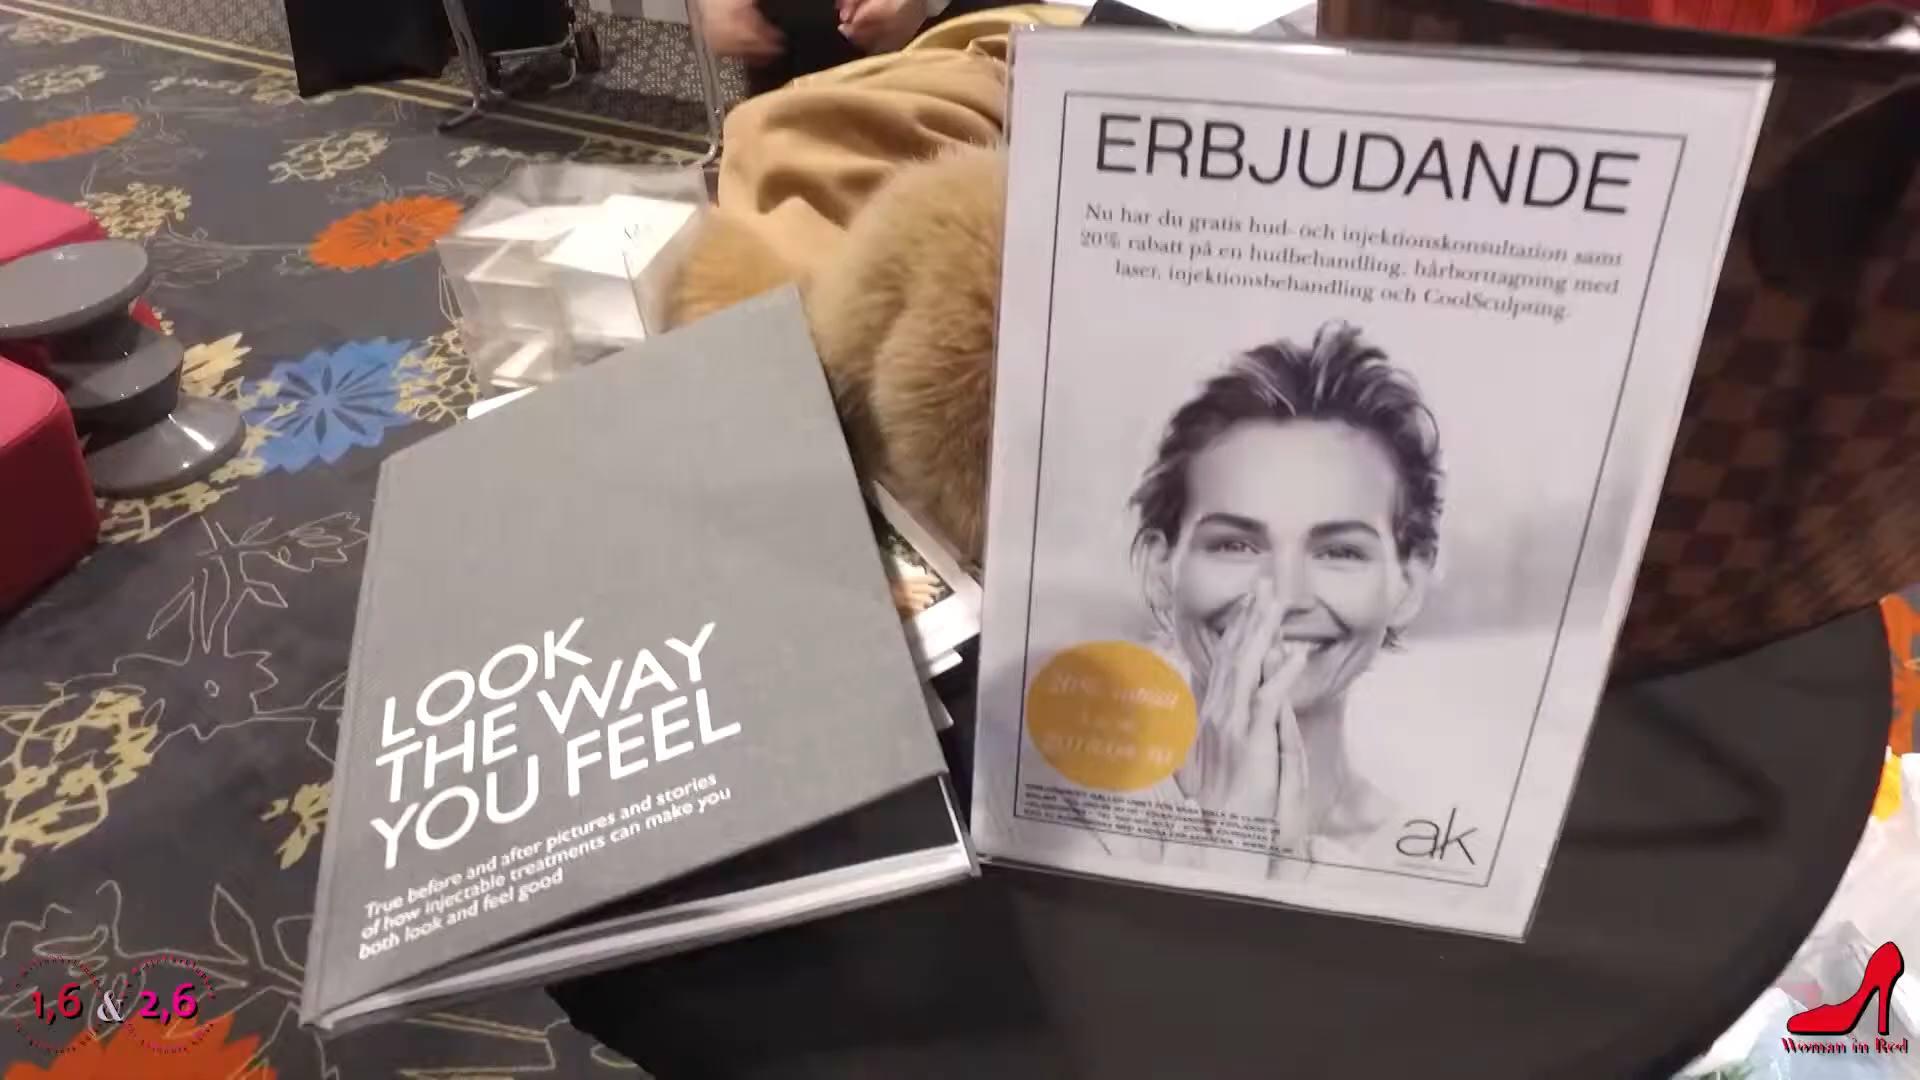 ERBJUDANDE
Nu har du gratis hud- och injektionskonsultation samt
20% rabatt på en hudbehandling, hårborttagning med
laser, injektionsbehandling och CoolSculpting.
20% rabatt
ak
LOOK
THE WAY
YOU FEEL
True before and after pictures and stories
of how injectable treatments can make you
both look and feel good
1,6 & 2,6
Woman in Red